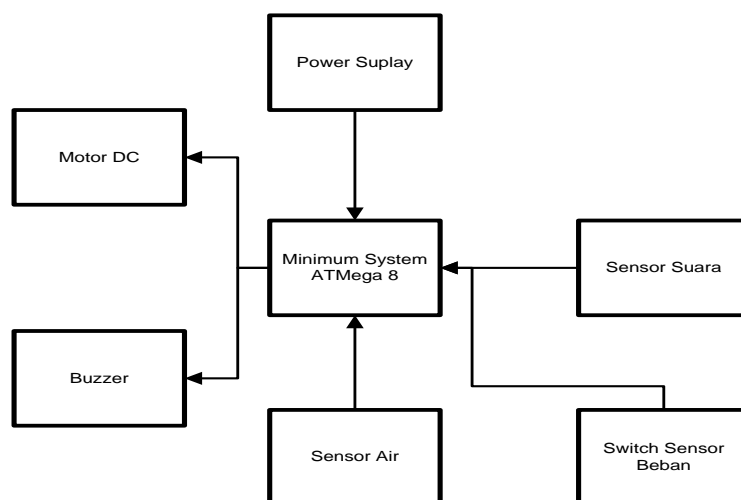 Power Suplay
Motor DC
Minimum System
ATMega 8
Sensor Suara
Buzzer
Sensor Air
Switch Sensor
Beban